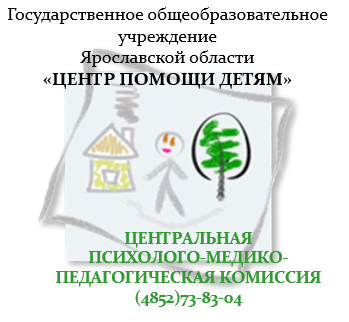 Государственное общеобразовательное
учреждение
Ярославской области
«ЦЕНТР ПОМОЩИ ДЕТЯМ»
ЦЕНТРАЛЬНАЯ
ПСИХОЛОГО-МЕДИКО-
ПЕДАГОГИЧЕСКАЯ КОМИССИЯ
(4852)73-83-04